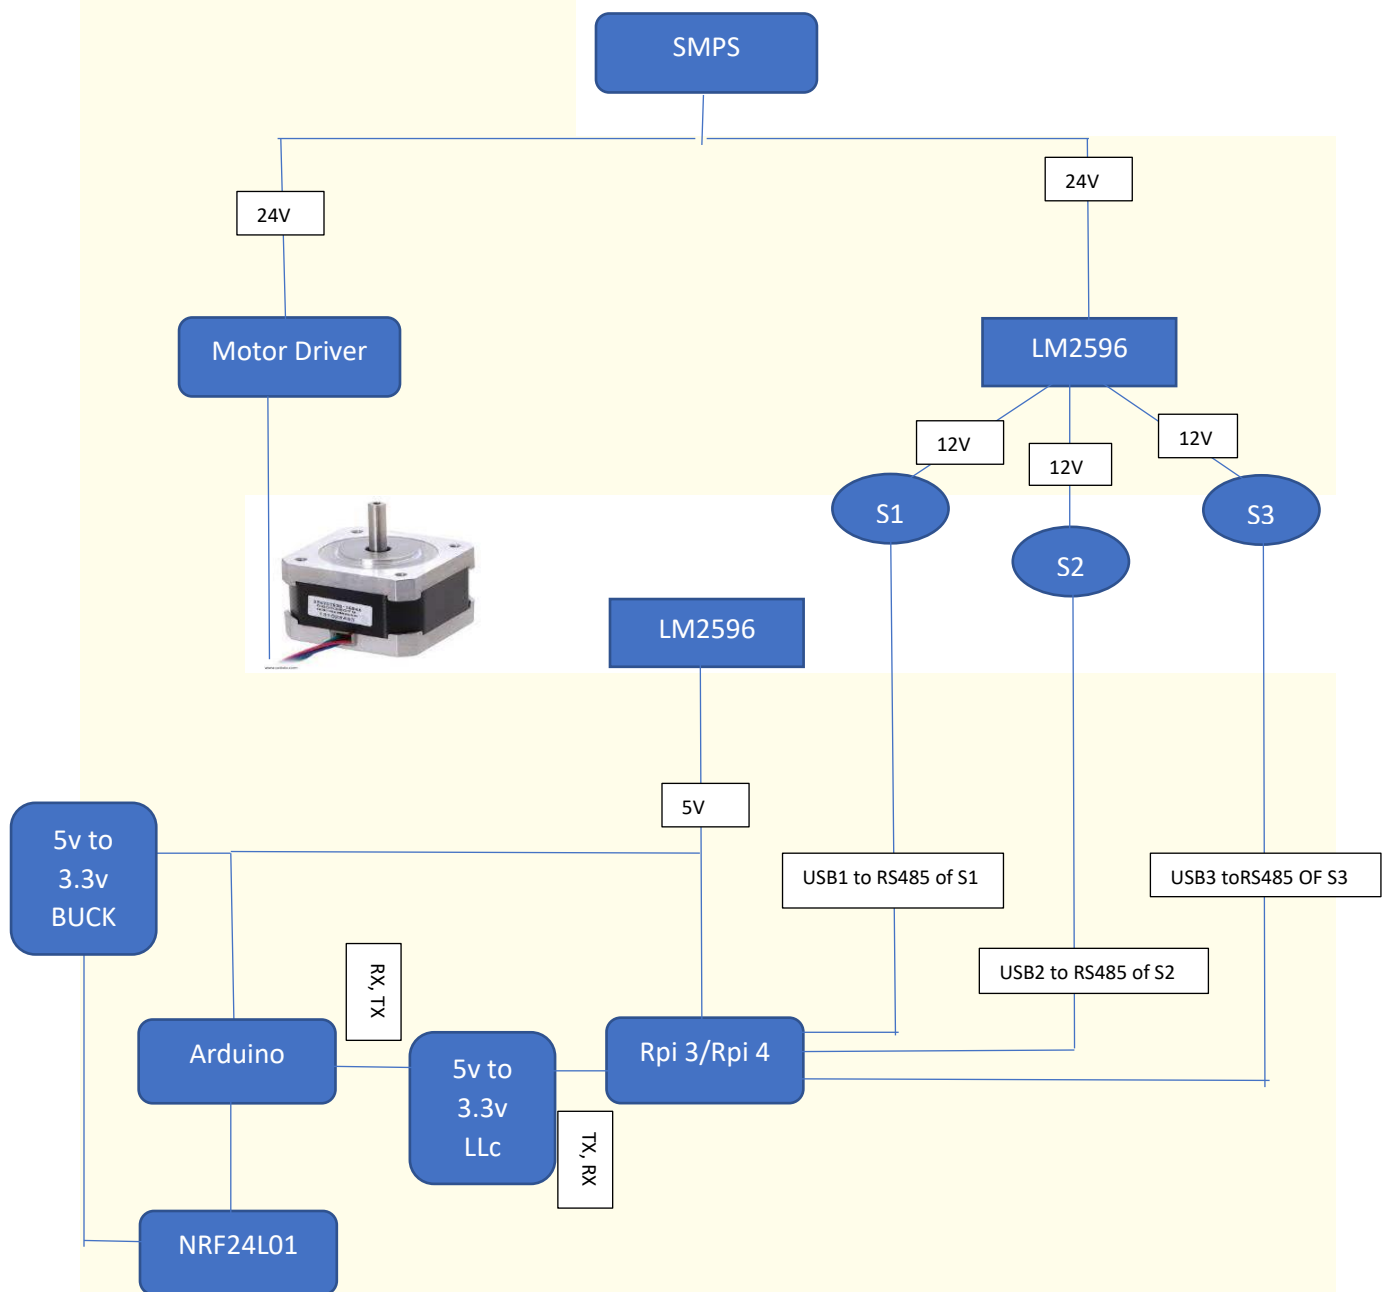 SMPS
24V
24V
Motor Driver
LM2596
12V
12V
12V
S1
S2
S3
LM2596
5V
5v to
3.3v
BUCK
USB1 to RS485 of S1
USB3 toRS485 OF S3
USB2 to RS485 of S2
RX, TX
Arduino
5v to
3.3v
LLc
Rpi 3/Rpi 4
TX, RX
NRF24L01